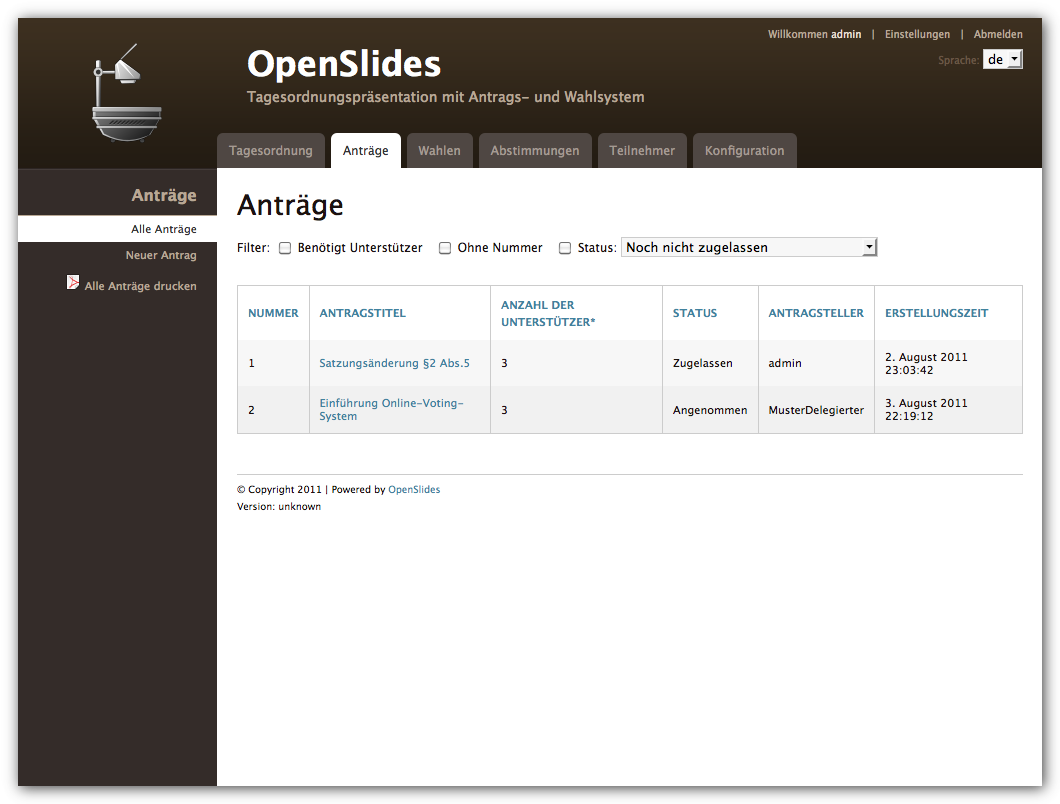 Willkommen admin | Einstellungen | Abmelden
Sprache: de
OpenSlides
Tagesordnungspräsentation mit Antrags- und Wahlsystem
Tagesordnung Anträge Wahlen Abstimmungen Teilnehmer Konfiguration
Anträge
Alle Anträge
Neuer Antrag
Alle Anträge drucken
Anträge
Filter: Benötigt Unterstützer Ohne Nummer Status: Noch nicht zugelassen
NUMMER ANTRAGSTITEL ANZAHL DER UNTERSTÜTZER* STATUS ANTRAGSTELLER ERSTELLUNGSZEIT
1 Satzungsänderung §2 Abs.5 3 Zugelassen admin 2. August 2011 23:03:42
2 Einführung Online-Voting-System 3 Angenommen MusterDelegierter 3. August 2011 22:19:12
© Copyright 2011 | Powered by OpenSlides
Version: unknown